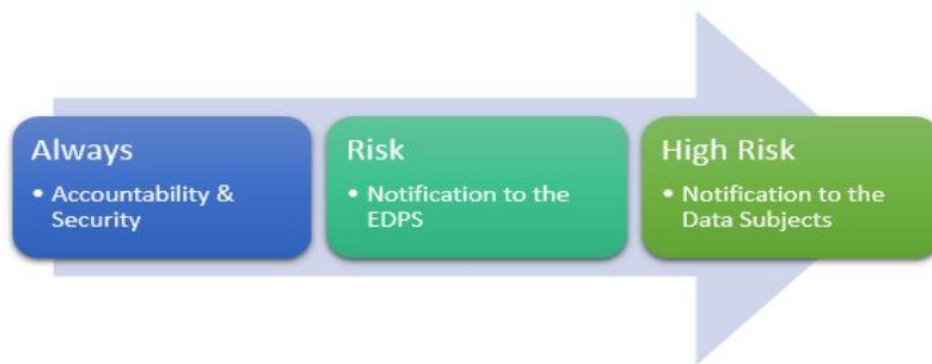 Always
• Accountability &
Security
Risk
• Notification to the
EDPS
High Risk
• Notification to the
Data Subjects